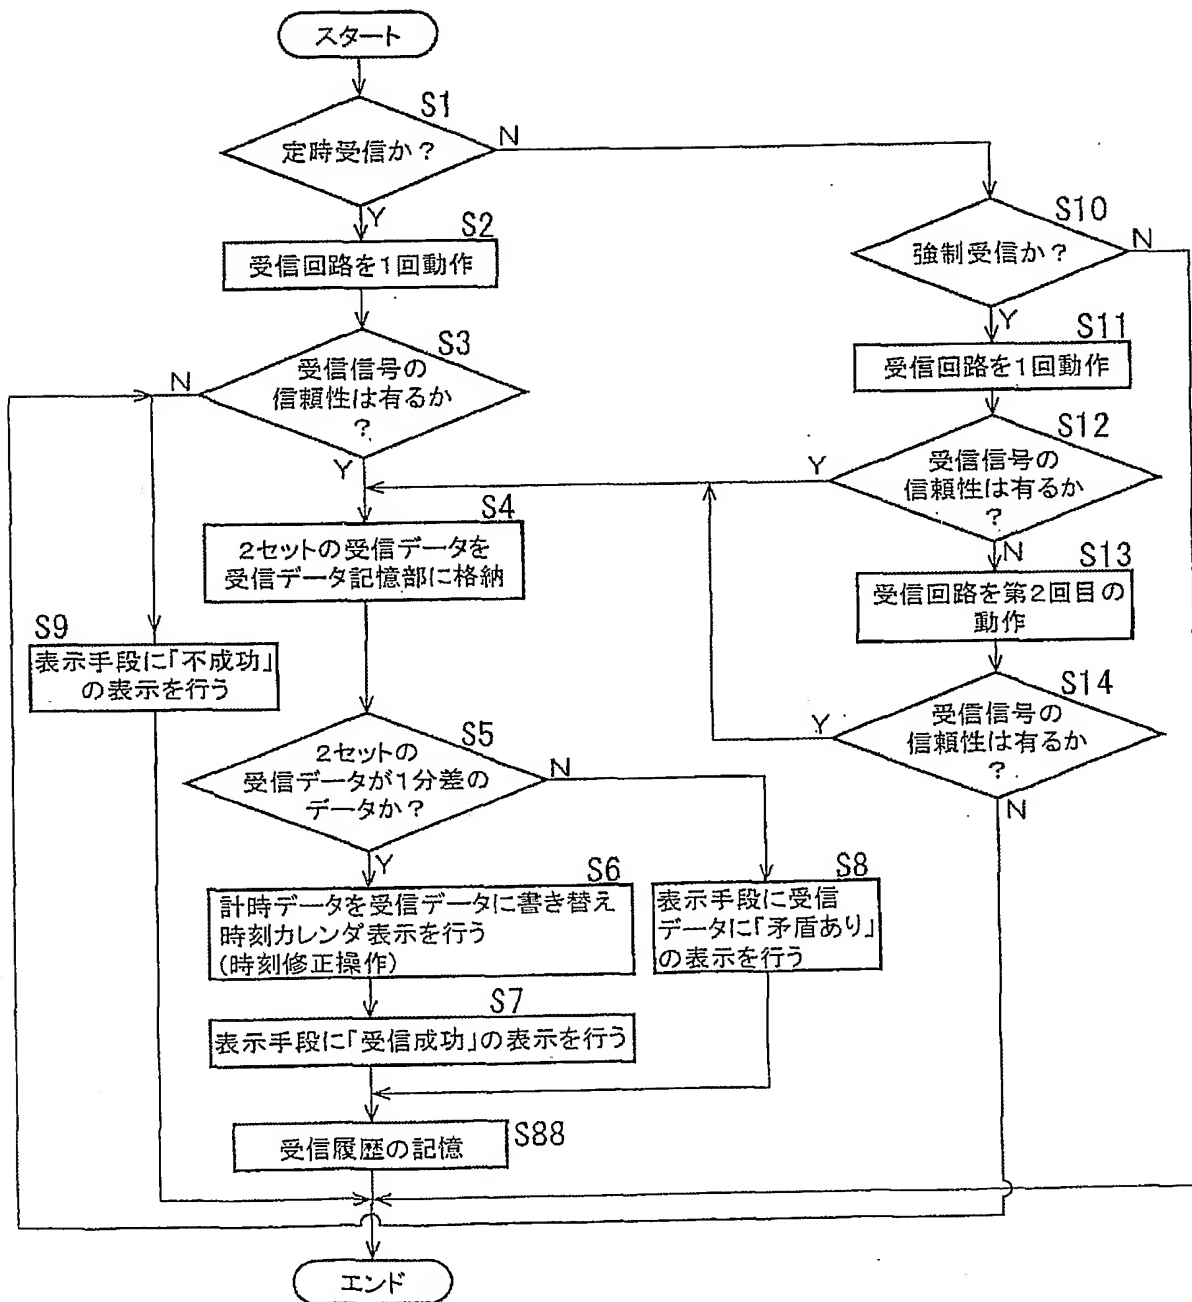 スタート
S1
定時受信か？
N
Y
S2
受信回路を1回動作
S3
受信信号の
信頼性は有るか
？
N
Y
S4
2セットの受信データを
受信データ記憶部に格納
S9
表示手段に「不成功」
の表示を行う
S5
2セットの
受信データが1分差の
データか？
N
Y
S6
計時データを受信データに書き替え
時刻カレンダ表示を行う
(時刻修正操作)
S8
表示手段に受信
データに「矛盾あり」
の表示を行う
S7
表示手段に「受信成功」の表示を行う
S88
受信履歴の記憶
エンド
S10
強制受信か？
N
Y
S11
受信回路を1回動作
S12
受信信号の
信頼性は有るか
？
Y
N
S13
受信回路を第2回目の
動作
S14
受信信号の
信頼性は有るか
？
Y
N